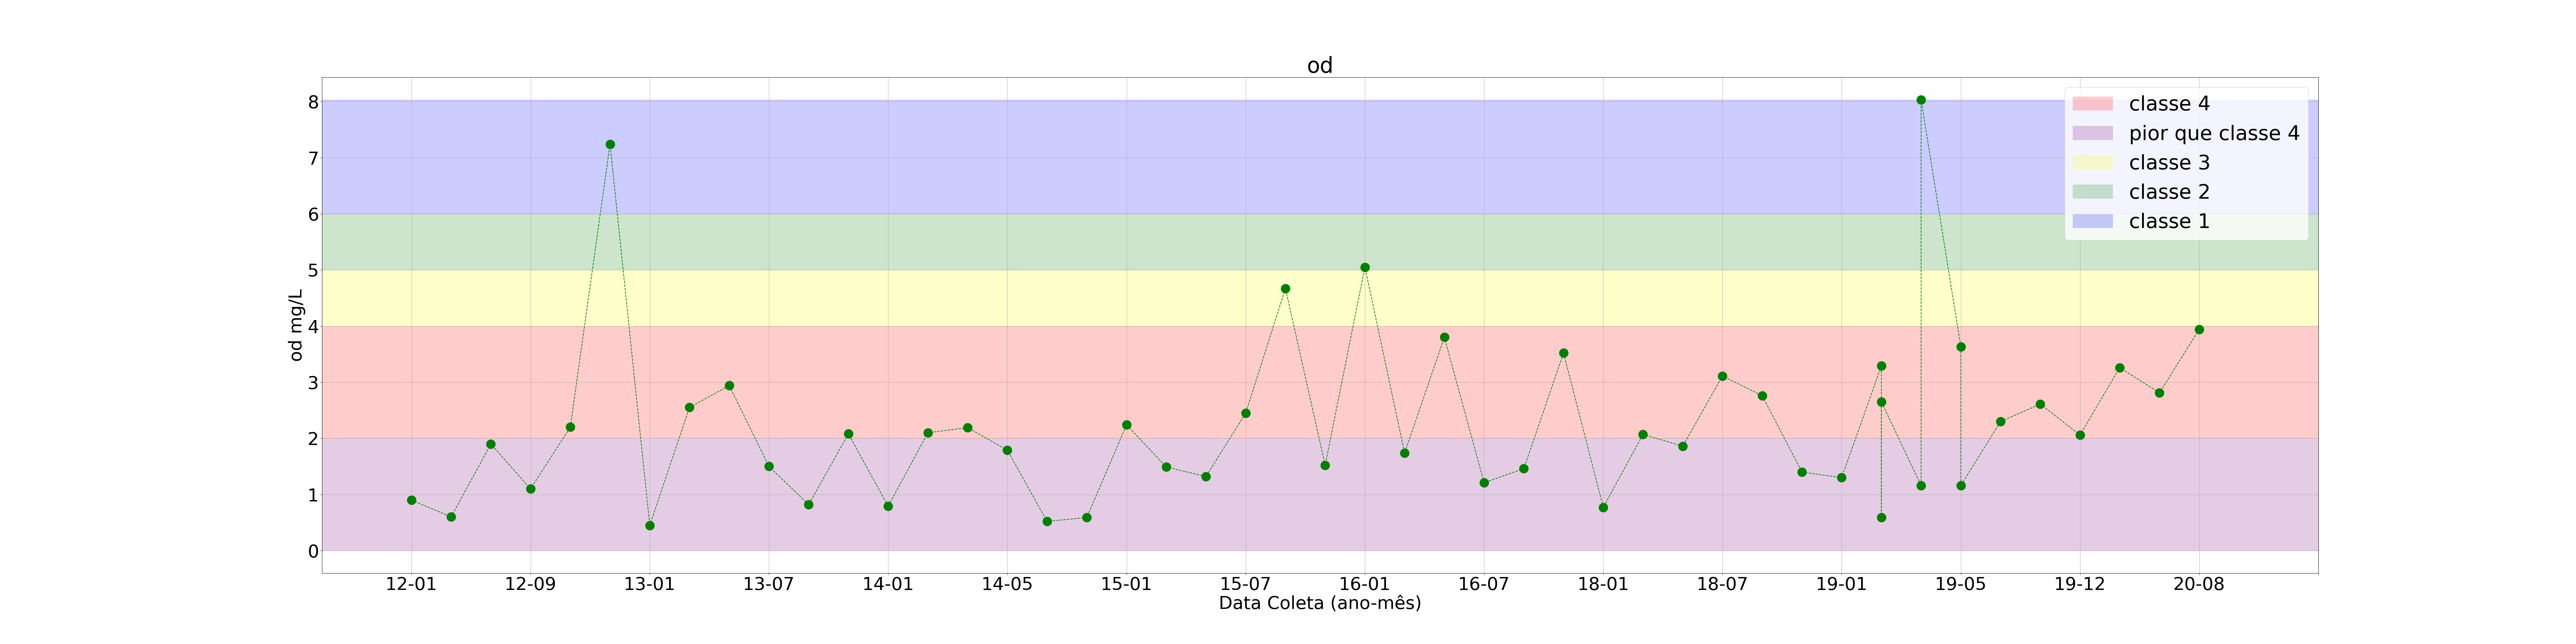 od
od mg/L
8
7
6
5
4
3
2
1
0
classe 4
pior que classe 4
classe 3
classe 2
classe 1
12-01 12-09 13-01 13-07 14-01 14-05 15-01 15-07 16-01 16-07 18-01 18-07 19-01 19-05 19-12 20-08
Data Coleta (ano-mês)